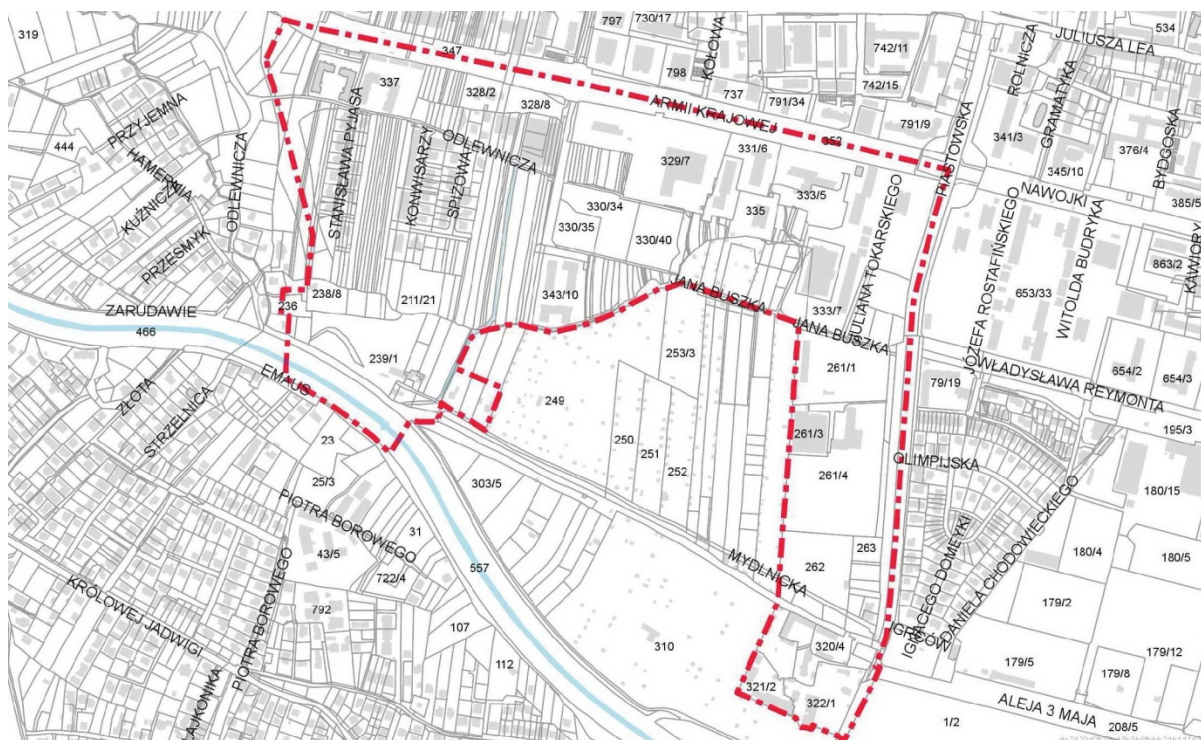 319
797
730/17
534
JULIUSZA LEA
347
KOŁOWA
742/11
ROLNICZA
GRAMATYKA
337
328/2
798
737
742/15
328/8
791/34
PRZYJEMNA
ARMII KRAJOWEJ
352
791/9
341/3
376/4
BYDGOSKA
444
ODLEWNICZA
ODLEWNICZA
STANISŁAWA PYJASA
KONWISARZY
SPIŻOWA
329/7
331/6
PIASTOWSKA
HAMERNIA
345/10
KUŹNICZA
333/5
NAWOJKI
385/5
330/34
335
JULIANA TOKARSKIEGO
JÓZEFA ROSTAFIŃSKIEGO
WITOLDA BUDRYKA
KAWIORY
330/35
330/40
PRZESMYK
863/2
JANA BUSZKA
236
238/8
211/21
343/10
653/33
ZARUDAWIE
333/7
466
JANA BUSZKA
WŁADYSŁAWA REYMONTA
253/3
239/1
261/1
79/19
654/2
654/3
EMAUS
ZŁOTA
STRZELNICA
249
195/3
23
250
261/3
251
252
OLIMPIJSKA
25/3
303/5
261/4
180/15
PIOTRA BOROWEGO
31
IGNACEGO DOMEYKI
DANIELA CHODOWIECKIEGO
43/5
263
180/4
180/5
557
MYDLNICKA
262
722/4
KRÓLOWEJ JADWIGI
PIOTRA BOROWEGO
792
179/2
107
IGRCÓW
310
320/4
179/12
112
179/5
179/8
321/2
322/1
LAJKONIKA
ALEJA 3 MAJA
1/2
208/5